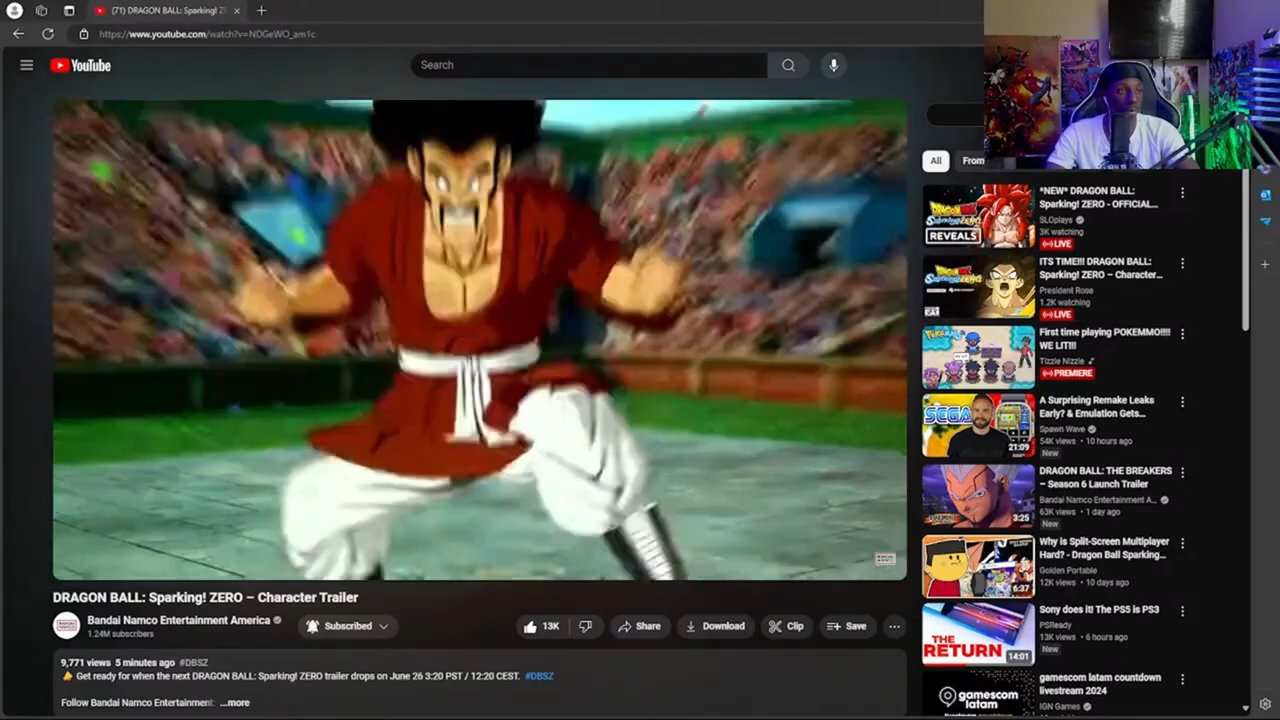 (71) DRAGON BALL: Sparking! Z
https://www.youtube.com/watch?v=NDGeWO_am1c
YouTube
Search
DRAGON BALL: Sparking! ZERO – Character Trailer
Bandai Namco Entertainment America
1.24M subscribers
Subscribed
13K
Share
Download
Clip
Save
9,771 views 5 minutes ago #DBSZ
Get ready for when the next DRAGON BALL: Sp
trailer drops on June 26 3:20 PST / 12:20 CEST. #DBSZ
Follow Bandai Namco Entertainment:
...more
All
From
*NEW* DRAGON BALL:
Sparking! ZERO - OFFICIAL...
SLOplays
3K watching
LIVE
REVEALS
ITS TIME!!! DRAGON BALL:
Sparking! ZERO – Character...
President Rose
1.2K watching
LIVE
First time playing POKEMMO!!!!
WE LIT!!!
Tizzle Nizzle
PREMIERE
A Surprising Remake Leaks
Early? & Emulation Gets...
Spawn Wave
54K views • 10 hours ago
New
SEGA
21:09
DRAGON BALL: THE BREAKERS
– Season 6 Launch Trailer
Bandai Namco Entertainment A...
63K views • 1 day ago
New
3:25
Why is Split-Screen Multiplayer
Hard? - Dragon Ball Sparking...
Golden Portable
12K views • 10 days ago
6:37
Sony does it! The PS5 is PS3
PSReady
13K views • 6 hours ago
New
THE
RETURN
14:01
gamescom latam countdown
livestream 2024
IGN Games
gamescom
latam